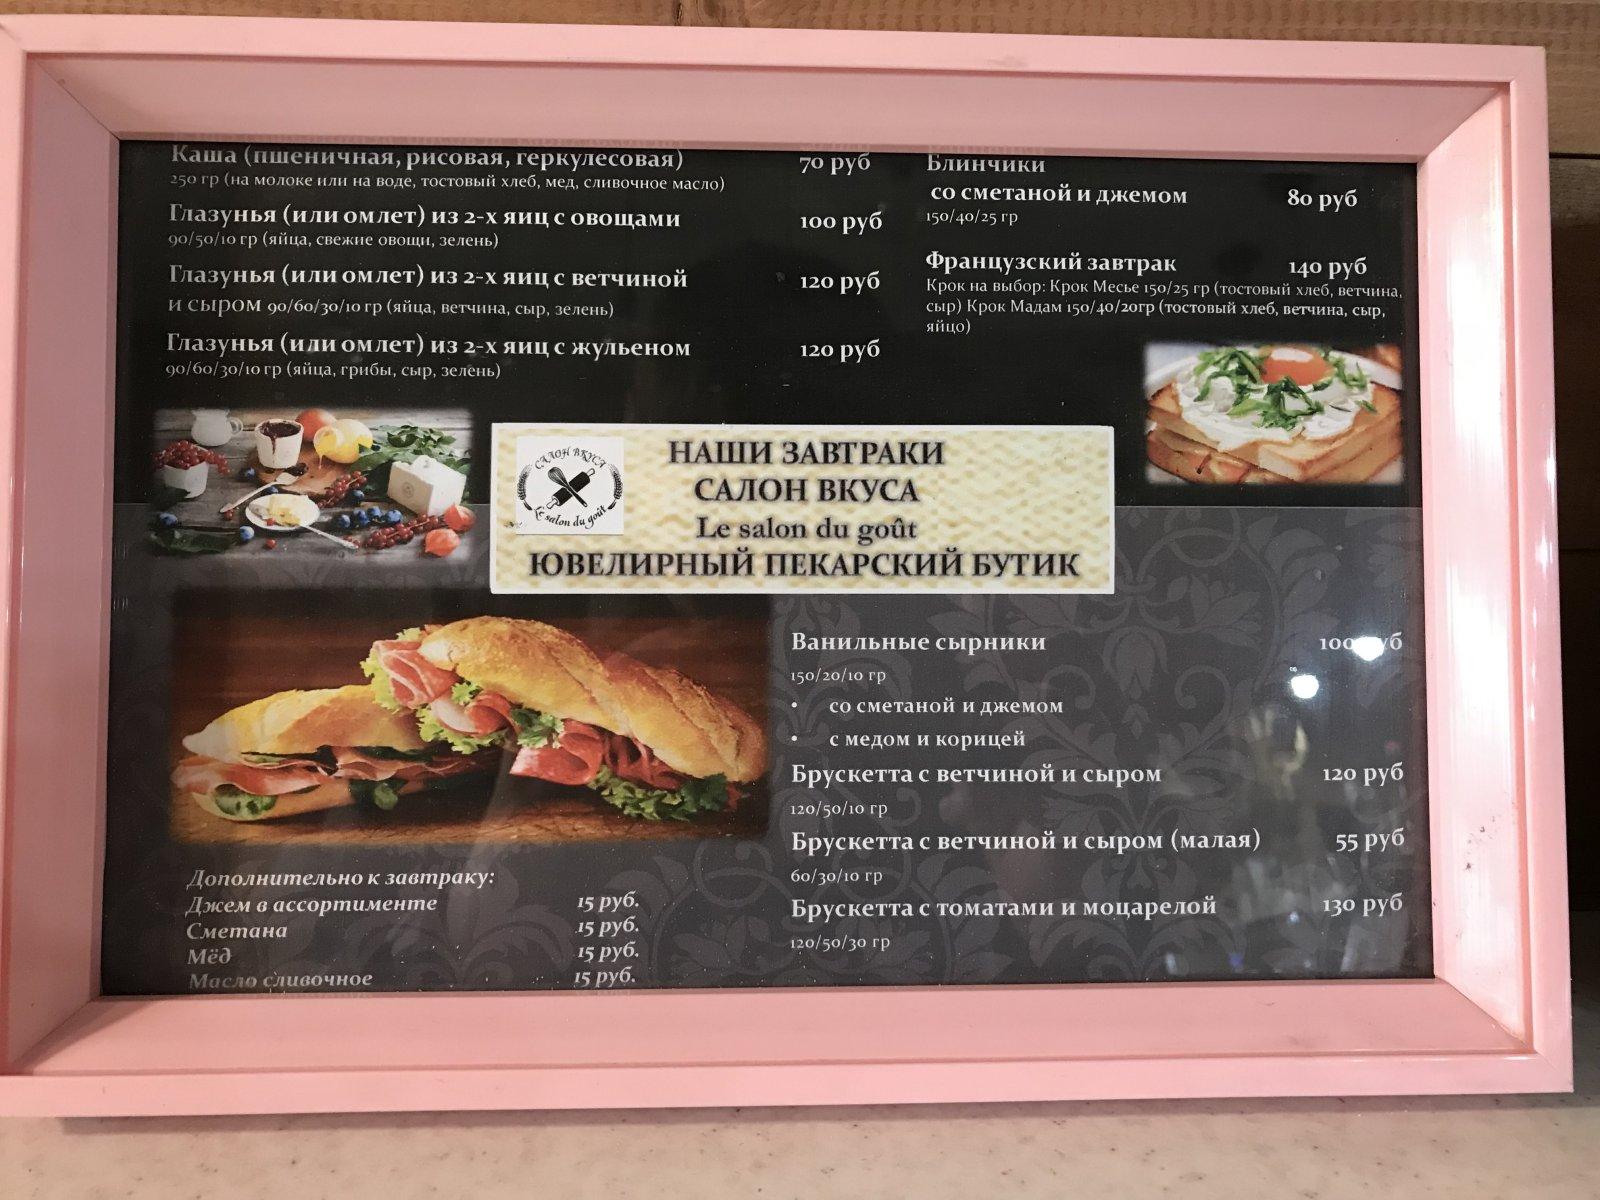 Каша (пшеничная, рисовая, геркулесовая) 70 руб
250 гр (на молоке или на воде, тостовый хлеб, мед, сливочное масло)
Глазунья (или омлет) из 2-х яиц с овощами 100 руб
90/50/10 гр (яйца, свежие овощи, зелень)
Глазунья (или омлет) из 2-х яиц с ветчиной 120 руб
и сыром 90/60/30/10 гр (яйца, ветчина, сыр, зелень)
Глазунья (или омлет) из 2-х яиц с жульеном 120 руб
90/60/30/10 гр (яйца, грибы, сыр, зелень)
Блинчики
со сметаной и джемом 80 руб
150/40/25 гр
Французский завтрак 140 руб
Крок на выбор: Крок Месье 150/25 гр (тостовый хлеб, ветчина,
сыр) Крок Мадам 150/40/20гр (тостовый хлеб, ветчина, сыр,
яйцо)
САЛОН ВКУСА
Le salon du goût
НАШИ ЗАВТРАКИ
САЛОН ВКУСА
Le salon du goût
ЮВЕЛИРНЫЙ ПЕКАРСКИЙ БУТИК
Ванильные сырники 100
150/20/10 гр
• со сметаной и джемом
• с медом и корицей
Брускетта с ветчиной и сыром 120 руб
120/50/10 гр
Брускетта с ветчиной и сыром (малая) 55 руб
60/30/10 гр
Брускетта с томатами и моцарелой 130 руб
120/50/30 гр
Дополнительно к завтраку:
Джем в ассортименте 15 руб.
Сметана 15 руб.
Мёд 15 руб.
Масло сливочное 15 руб.